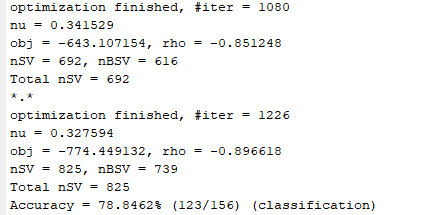 optimization finished, #iter = 1080
nu = 0.341529
obj = -643.107154, rho = -0.851248
nSV = 692, nBSV = 616
Total nSV = 692
*.*
optimization finished, #iter = 1226
nu = 0.327594
obj = -774.449132, rho = -0.896618
nSV = 825, nBSV = 739
Total nSV = 825
Accuracy = 78.8462% (123/156) (classification)